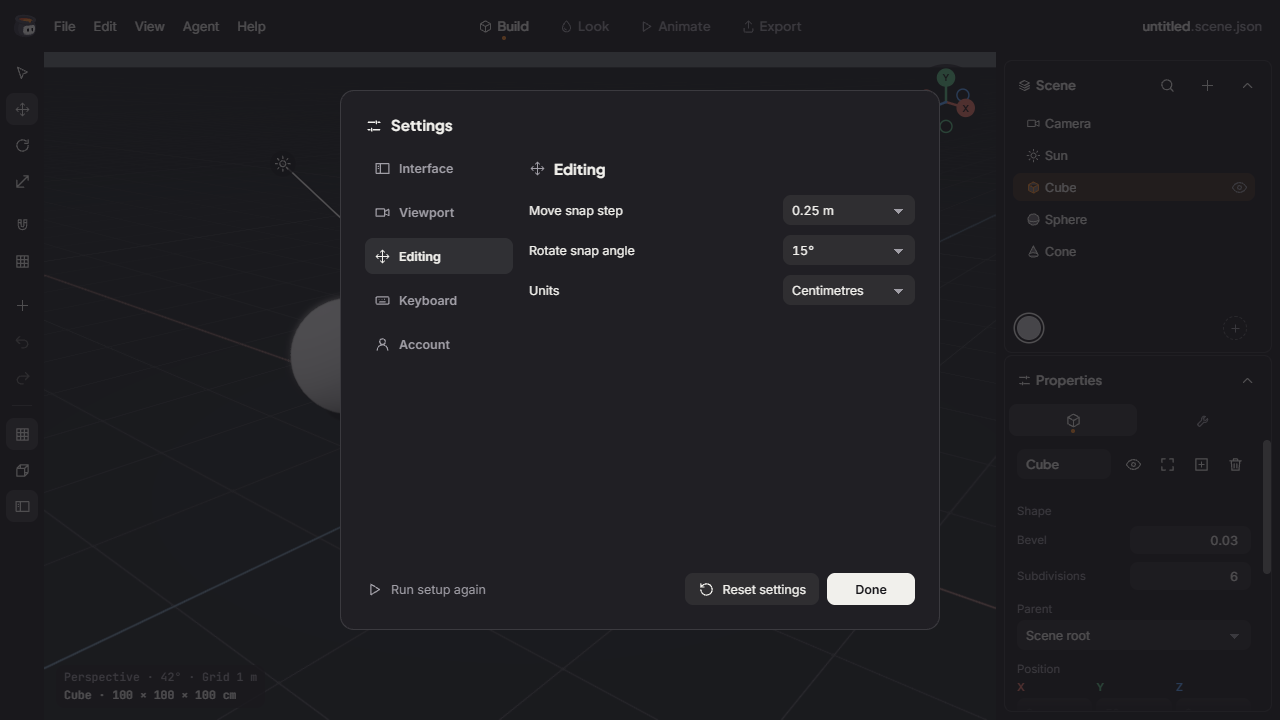 File Edit View Agent Help
Build Look Animate Export
untitled.scene.json
Y
X
Settings
Interface
Viewport
Editing
Keyboard
Account
Editing
Move snap step 0.25 m
Rotate snap angle 15°
Units Centimetres
Run setup again
Reset settings
Done
Scene
Camera
Sun
Cube
Sphere
Cone
Properties
Cube
Shape
Bevel 0.03
Subdivisions 6
Parent
Scene root
Position
X Y Z
Perspective · 42° · Grid 1 m
Cube · 100 × 100 × 100 cm